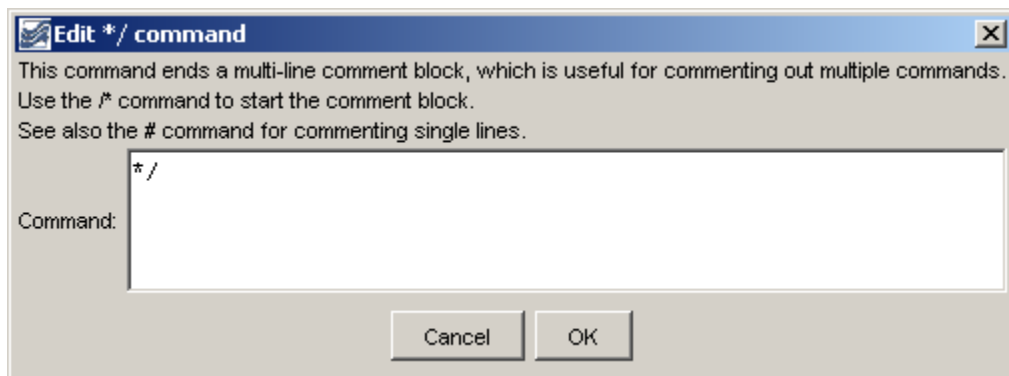 Edit */ command
This command ends a multi-line comment block, which is useful for commenting out multiple commands.
Use the /* command to start the comment block.
See also the # command for commenting single lines.
*/
Command:
Cancel OK